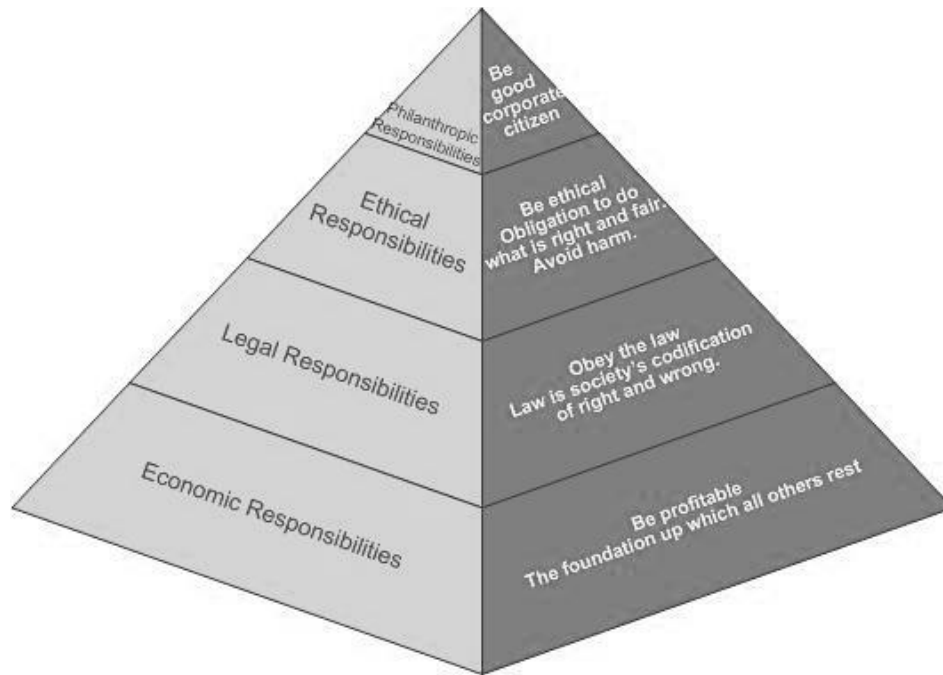 Philanthropic
Responsibilities
Be
good
corporate
citizen
Ethical
Responsibilities
Be ethical
Obligation to do
what is right and fair.
Avoid harm.
Legal Responsibilities
Obey the law
Law is society's codification
of right and wrong.
Economic Responsibilities
Be profitable
The foundation up which all others rest